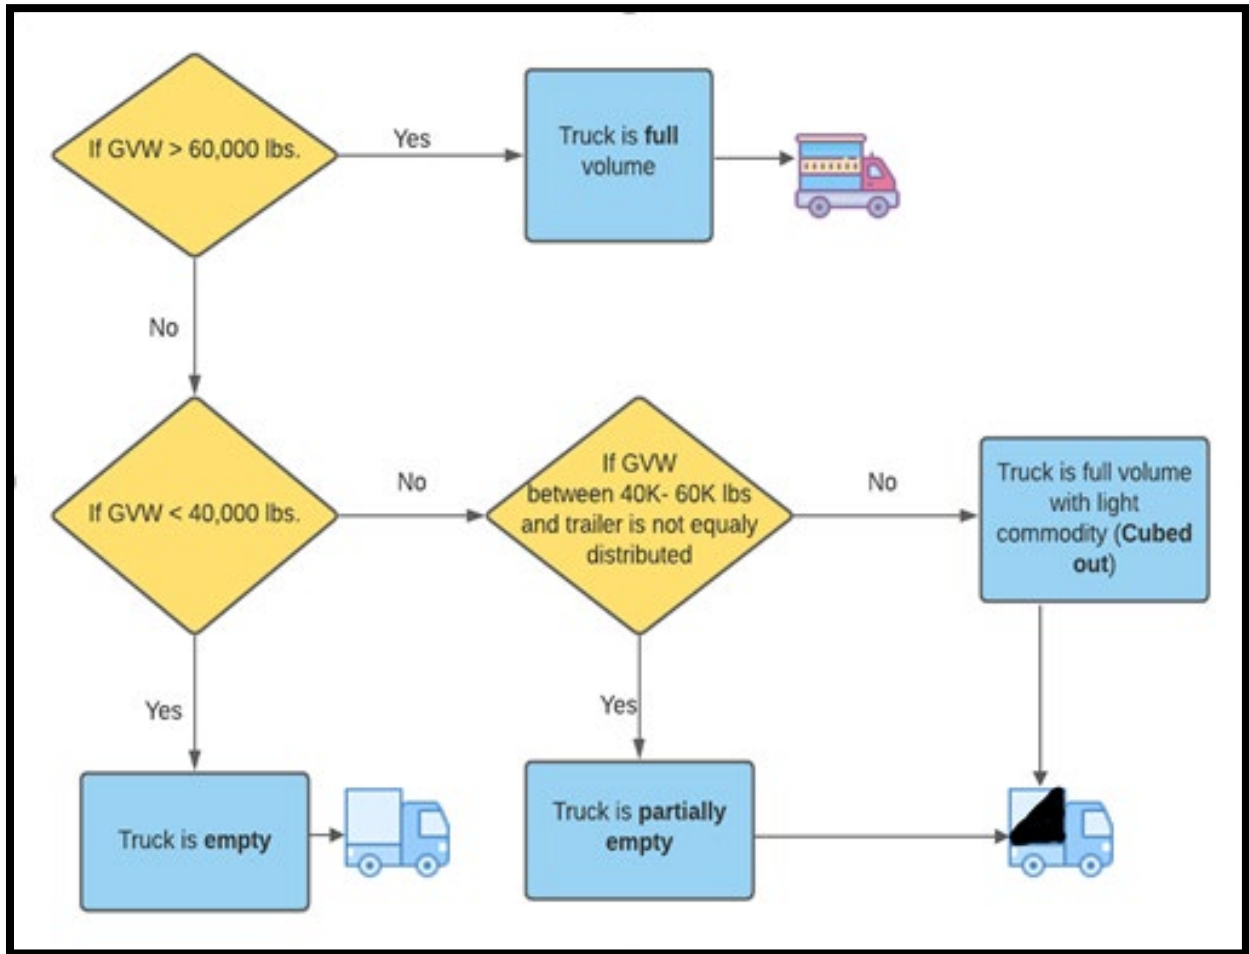 If GVW > 60,000 lbs.
Yes
Truck is full
volume
No
If GVW < 40,000 lbs.
No
If GVW
between 40K- 60K lbs
and trailer is not equaly
distributed
No
Truck is full volume
with light
commodity (Cubed
out)
Yes
Truck is empty
Yes
Truck is partially
empty